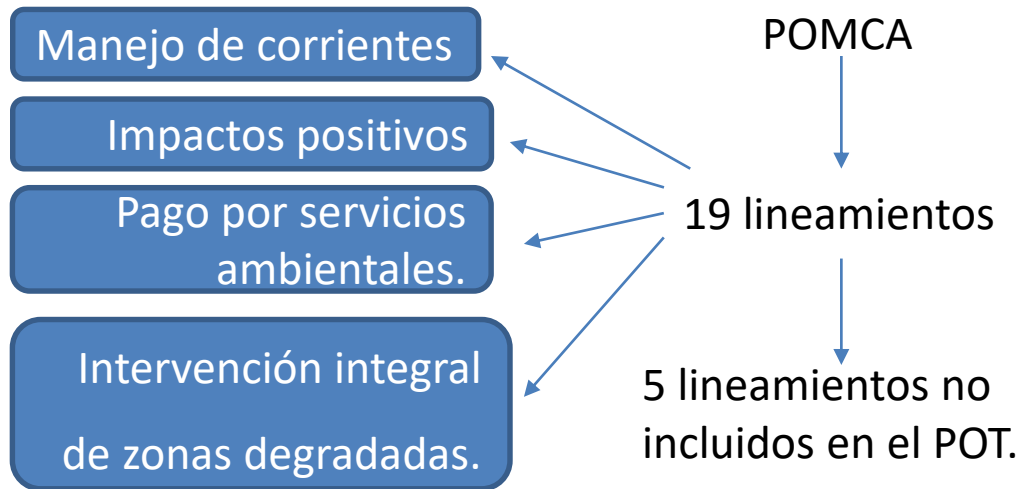 Manejo de corrientes
Impactos positivos
Pago por servicios
ambientales.
Intervención integral
de zonas degradadas.
POMCA
19 lineamientos
5 lineamientos no
incluidos en el POT.